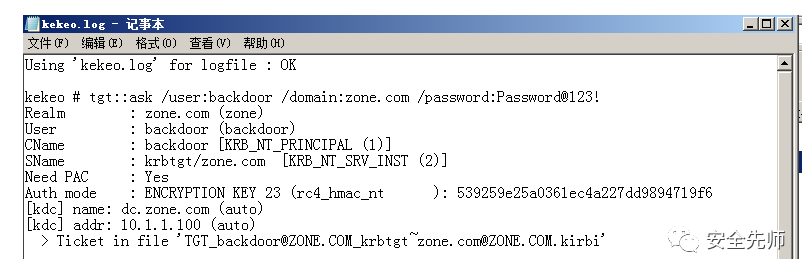 kekeo.log - 记事本
文件(F) 编辑(E) 格式(O) 查看(V) 帮助(H)
Using 'kekeo.log' for logfile : OK
kekeo # tgt::ask /user:backdoor /domain:zone.com /password:Password@123!
Realm : zone.com (zone)
User : backdoor (backdoor)
CName : backdoor [KRB_NT_PRINCIPAL (1)]
SName : krbtgt/zone.com [KRB_NT_SRV_INST (2)]
Need PAC : Yes
Auth mode : ENCRYPTION KEY 23 (rc4_hmac_nt ): 539259e25a0361ec4a227dd9894719f6
[kdc] name: dc.zone.com (auto)
[kdc] addr: 10.1.1.100 (auto)
> Ticket in file 'TGT_backdoor@ZONE.COM_krbtgt~zone.com@ZONE.COM.kirbi'
安全先师